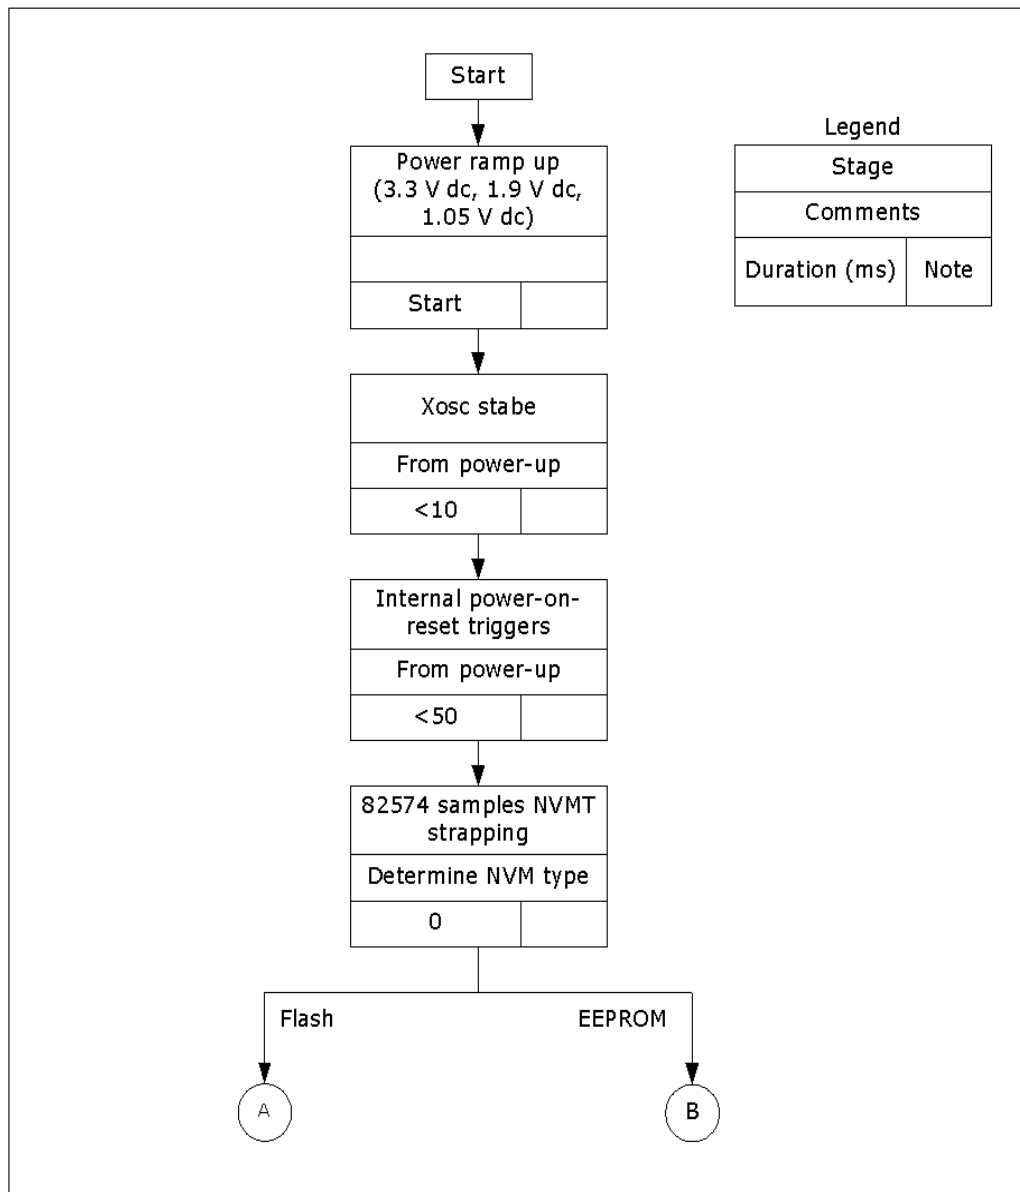 Start
Power ramp up
(3.3 V dc, 1.9 V dc,
1.05 V dc)
Start
Legend
Stage
Comments
Duration (ms)
Note
Xosc stabe
From power-up
<10
Internal power-on-
reset triggers
From power-up
<50
82574 samples NVMT
strapping
Determine NVM type
0
Flash
EEPROM
A
B